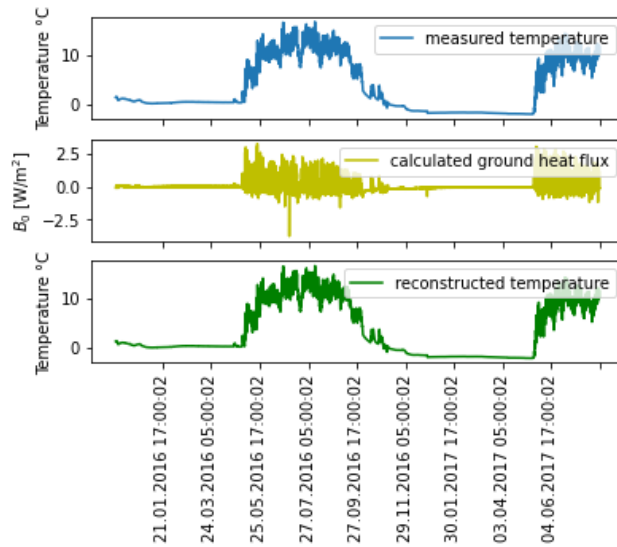 Temperature °C
10
0
measured temperature
B₀ [W/m²]
2.5
0.0
−2.5
calculated ground heat flux
Temperature °C
10
0
reconstructed temperature
21.01.2016 17:00:02
24.03.2016 05:00:02
25.05.2016 17:00:02
27.07.2016 05:00:02
27.09.2016 17:00:02
29.11.2016 05:00:02
30.01.2017 17:00:02
03.04.2017 05:00:02
04.06.2017 17:00:02